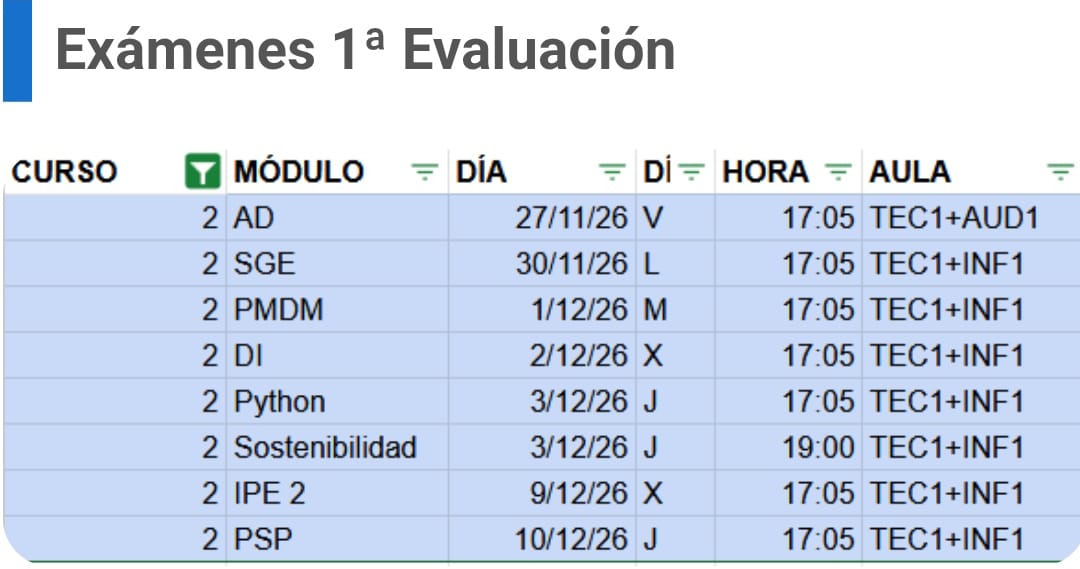 Exámenes 1ª Evaluación
CURSO MÓDULO DÍA DÍ HORA AULA
2 AD 27/11/26 V 17:05 TEC1+AUD1
2 SGE 30/11/26 L 17:05 TEC1+INF1
2 PMDM 1/12/26 M 17:05 TEC1+INF1
2 DI 2/12/26 X 17:05 TEC1+INF1
2 Python 3/12/26 J 17:05 TEC1+INF1
2 Sostenibilidad 3/12/26 J 19:00 TEC1+INF1
2 IPE 2 9/12/26 X 17:05 TEC1+INF1
2 PSP 10/12/26 J 17:05 TEC1+INF1